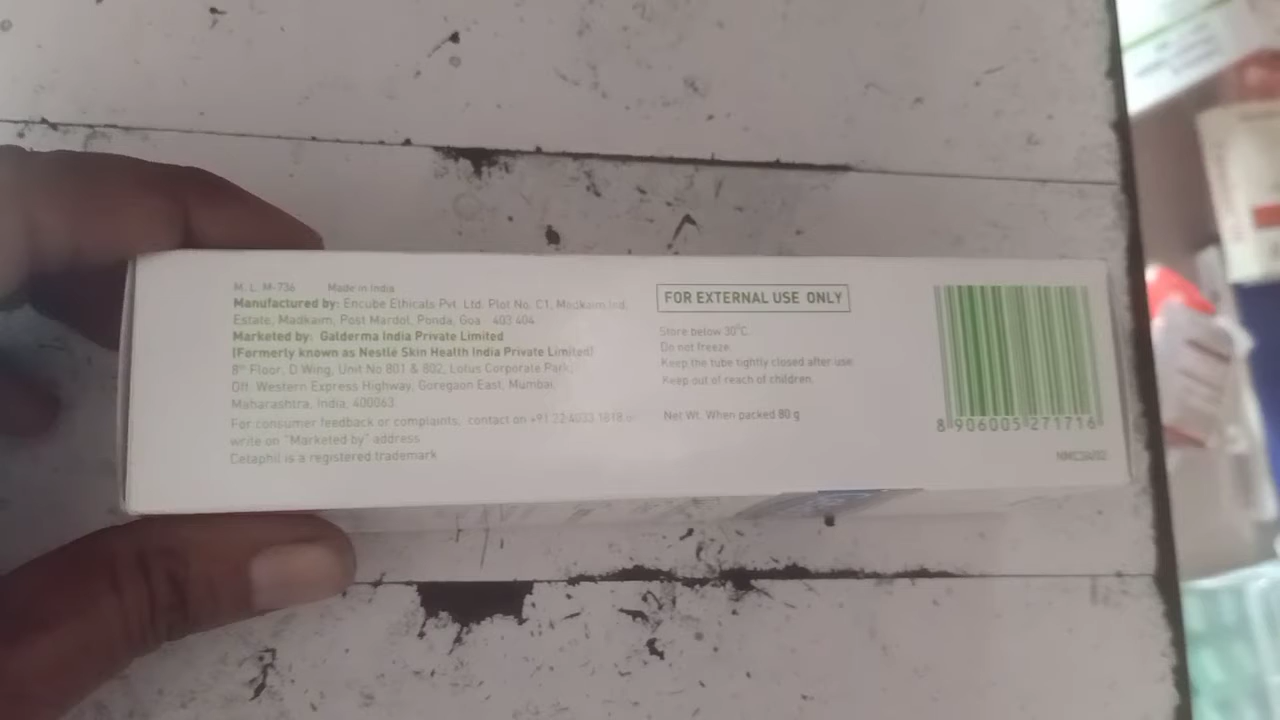 M. L. M-736 Made in India
Manufactured by: Encube Ethicals Pvt. Ltd. Plot No. C1, Madkaim Ind.
Estate, Madkaim, Post Mardol, Ponda, Goa - 403 404
Marketed by: Galderma India Private Limited
(Formerly known as Nestlé Skin Health India Private Limited)
8th Floor, D Wing, Unit No 801 & 802, Lotus Corporate Park,
Off. Western Express Highway, Goregaon East, Mumbai,
Maharashtra, India, 400063.
For consumer feedback or complaints, contact on +91 22 4033 1818 or
write on "Marketed by" address
Cetaphil is a registered trademark
FOR EXTERNAL USE ONLY
Store below 30°C.
Do not freeze.
Keep the tube tightly closed after use.
Keep out of reach of children.
Net Wt. When packed 80 g
8 906005 271716